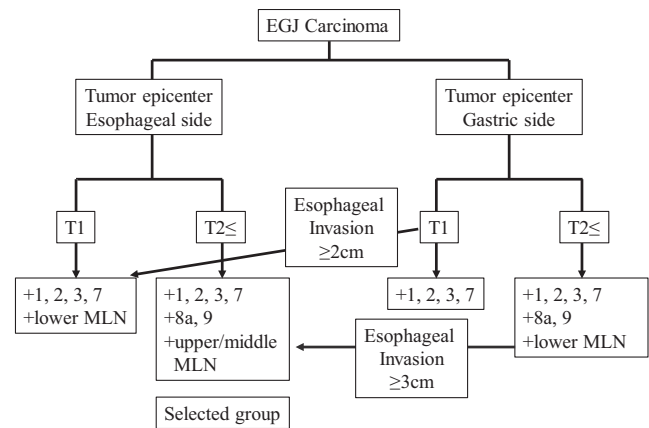 EGJ Carcinoma
Tumor epicenter
Esophageal side
Tumor epicenter
Gastric side
T1
T2≤
Esophageal
Invasion
≥2cm
T1
T2≤
+1, 2, 3, 7
+lower MLN
+1, 2, 3, 7
+8a, 9
+upper/middle
MLN
+1, 2, 3, 7
+1, 2, 3, 7
+8a, 9
+lower MLN
Esophageal
Invasion
≥3cm
Selected group